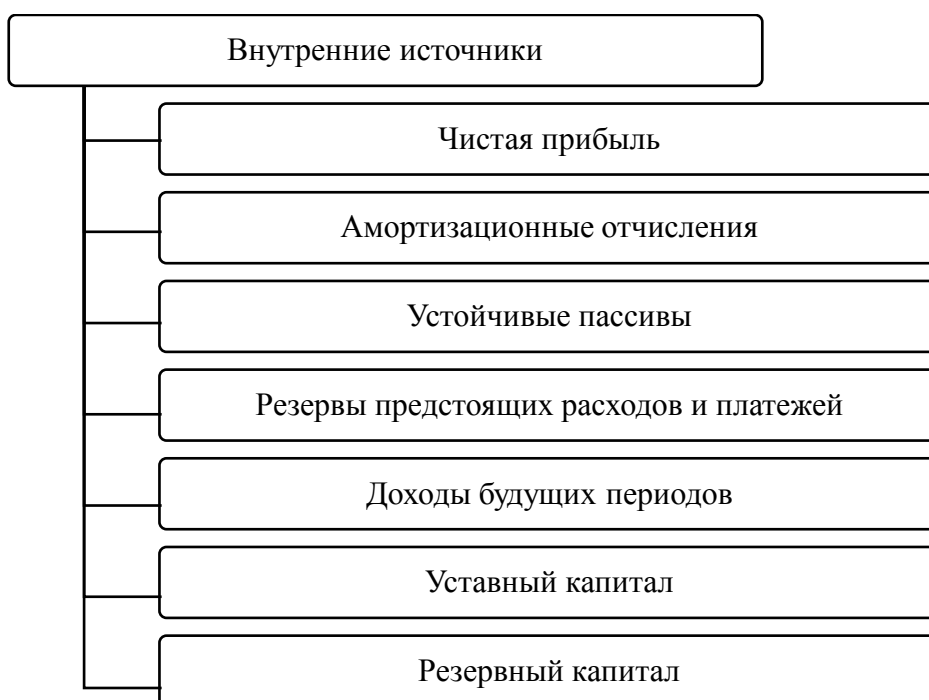 Внутренние источники
Чистая прибыль
Амортизационные отчисления
Устойчивые пассивы
Резервы предстоящих расходов и платежей
Доходы будущих периодов
Уставный капитал
Резервный капитал